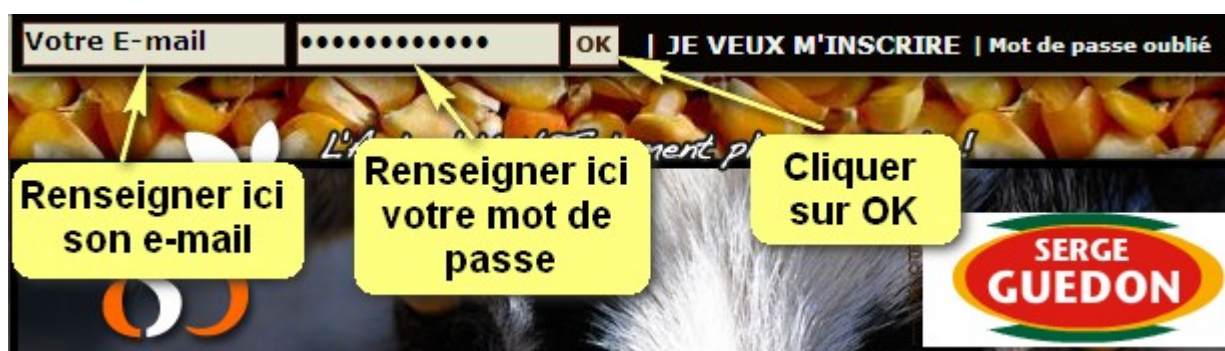 Votre E-mail
●●●●●●●●●●●●
OK
| JE VEUX M'INSCRIRE | Mot de passe oublié
Renseigner ici
son e-mail
Renseigner ici
votre mot de
passe
Cliquer
sur OK
SERGE
GUEDON